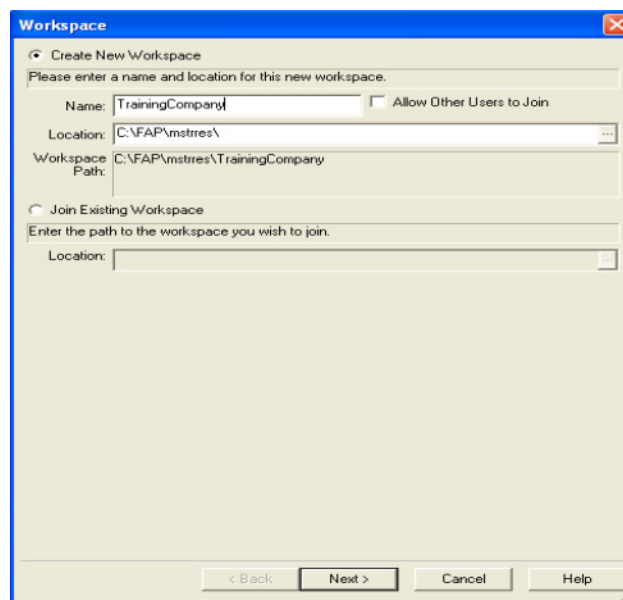 Workspace
Create New Workspace
Please enter a name and location for this new workspace.
Name: TrainingCompany Allow Other Users to Join
Location: C:\FAP\mstrres\ ...
Workspace Path: C:\FAP\mstrres\TrainingCompany
Join Existing Workspace
Enter the path to the workspace you wish to join.
Location: ...
< Back Next > Cancel Help